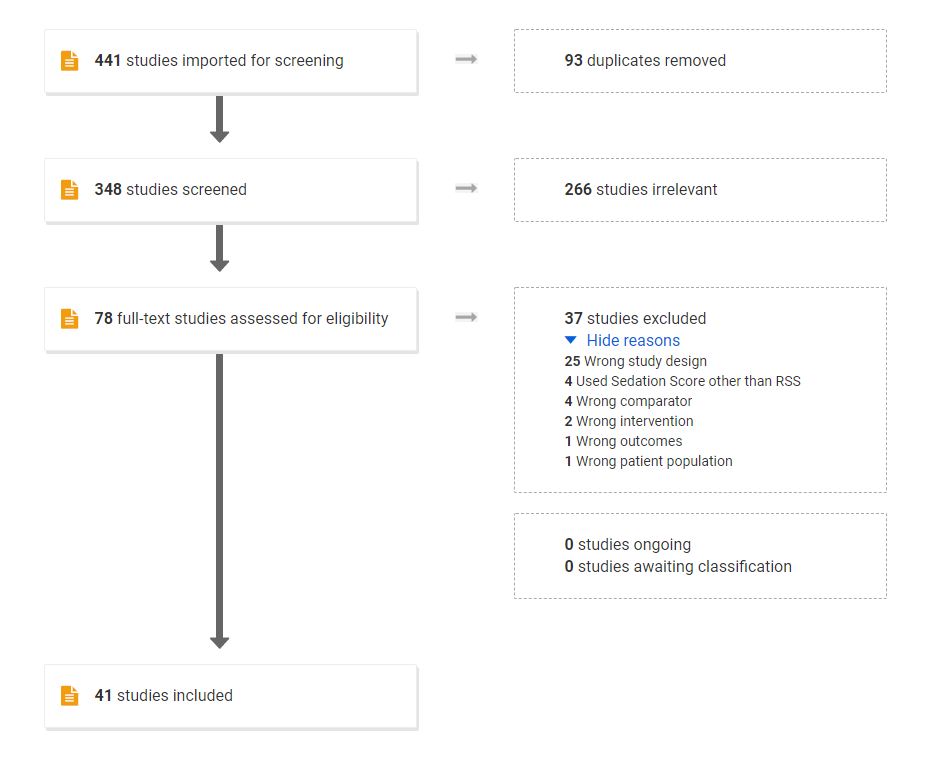 441 studies imported for screening
93 duplicates removed
348 studies screened
266 studies irrelevant
78 full-text studies assessed for eligibility
37 studies excluded
Hide reasons
25 Wrong study design
4 Used Sedation Score other than RSS
4 Wrong comparator
2 Wrong intervention
1 Wrong outcomes
1 Wrong patient population
0 studies ongoing
0 studies awaiting classification
41 studies included